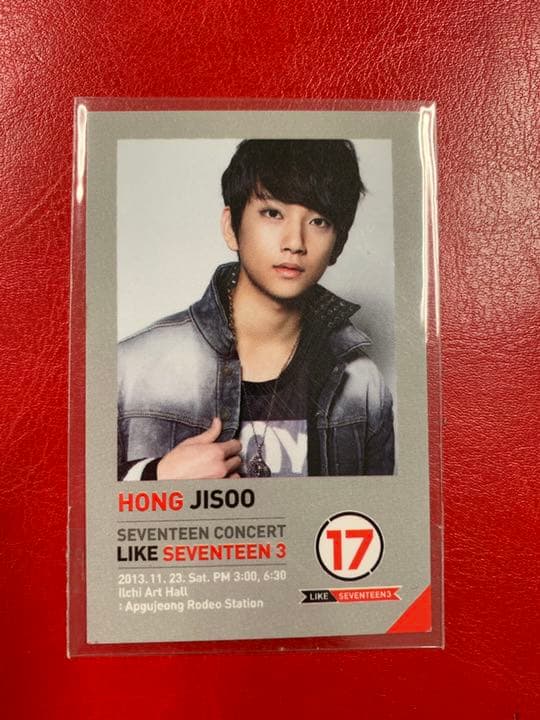 OY
HONG JISOO
SEVENTEEN CONCERT
LIKE SEVENTEEN 3
2013. 11. 23. Sat. PM 3:00, 6:30
Ilchi Art Hall
: Apgujeong Rodeo Station
17
LIKE SEVENTEEN3